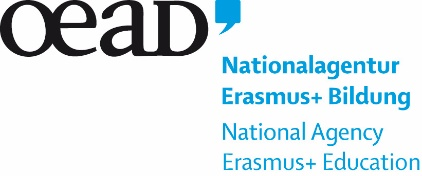 OeAD'
Nationalagentur
Erasmus+ Bildung
National Agency
Erasmus+ Education